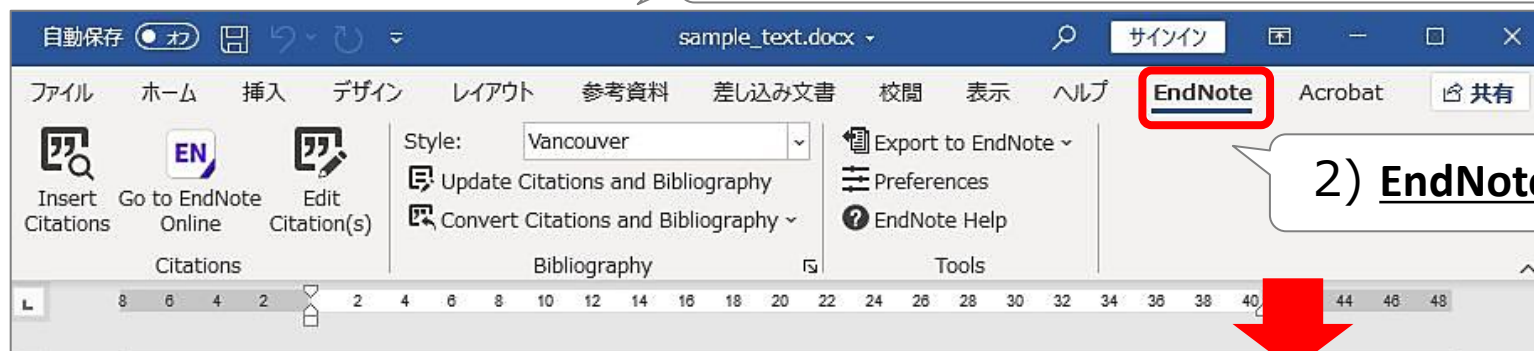 自動保存 オフ sample_text.docx サインイン
ファイル ホーム 挿入 デザイン レイアウト 参考資料 差し込み文書 校閲 表示 ヘルプ EndNote Acrobat 共有
Insert Citations
Go to EndNote Online
Edit Citation(s)
Citations
Style: Vancouver
Update Citations and Bibliography
Convert Citations and Bibliography
Bibliography
Export to EndNote
Preferences
EndNote Help
Tools
2) EndNote
8 6 4 2 2 4 6 8 10 12 14 16 18 20 22 24 26 28 30 32 34 36 38 40 44 46 48